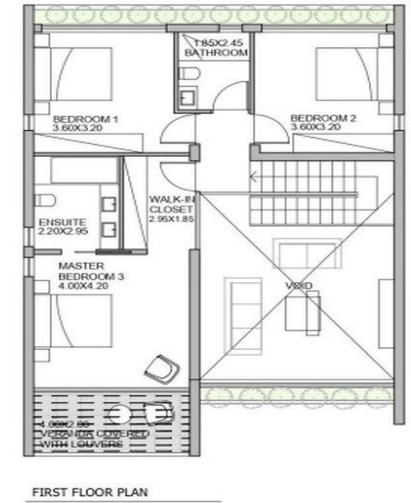 1.85X2.45
BATHROOM
BEDROOM 1
3.60X3.20
BEDROOM 2
3.60X3.20
WALK-IN
CLOSET
2.95X1.85
ENSUITE
2.20X2.95
MASTER
BEDROOM 3
4.00X4.20
VOID
4.00X2.00
VERANDA COVERED
WITH LOUVERS
FIRST FLOOR PLAN